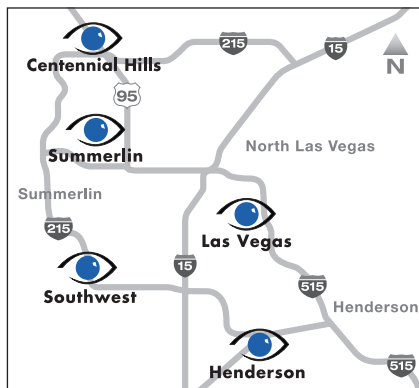 215
15
Centennial Hills
N
95
North Las Vegas
Summerlin
Summerlin
215
Las Vegas
15
Southwest
515
Henderson
Henderson
515